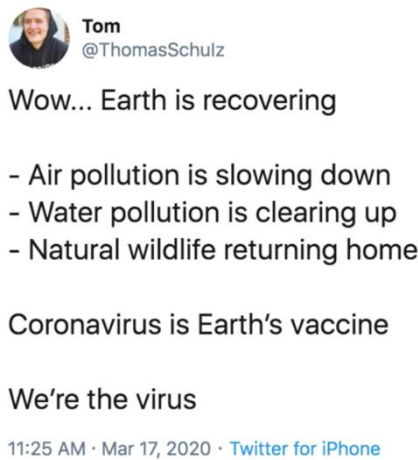 Tom
@ThomasSchulz
Wow... Earth is recovering
- Air pollution is slowing down
- Water pollution is clearing up
- Natural wildlife returning home
Coronavirus is Earth’s vaccine
We’re the virus
11:25 AM · Mar 17, 2020 · Twitter for iPhone